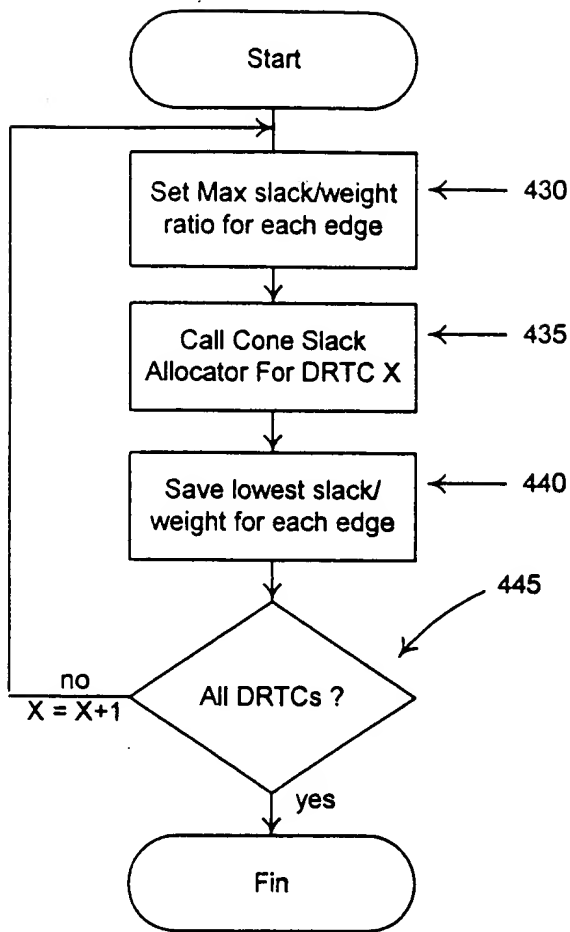 Start
Set Max slack/weight
ratio for each edge
430
Call Cone Slack
Allocator For DRTC X
435
Save lowest slack/
weight for each edge
440
445
All DRTCs ?
no
X = X+1
yes
Fin